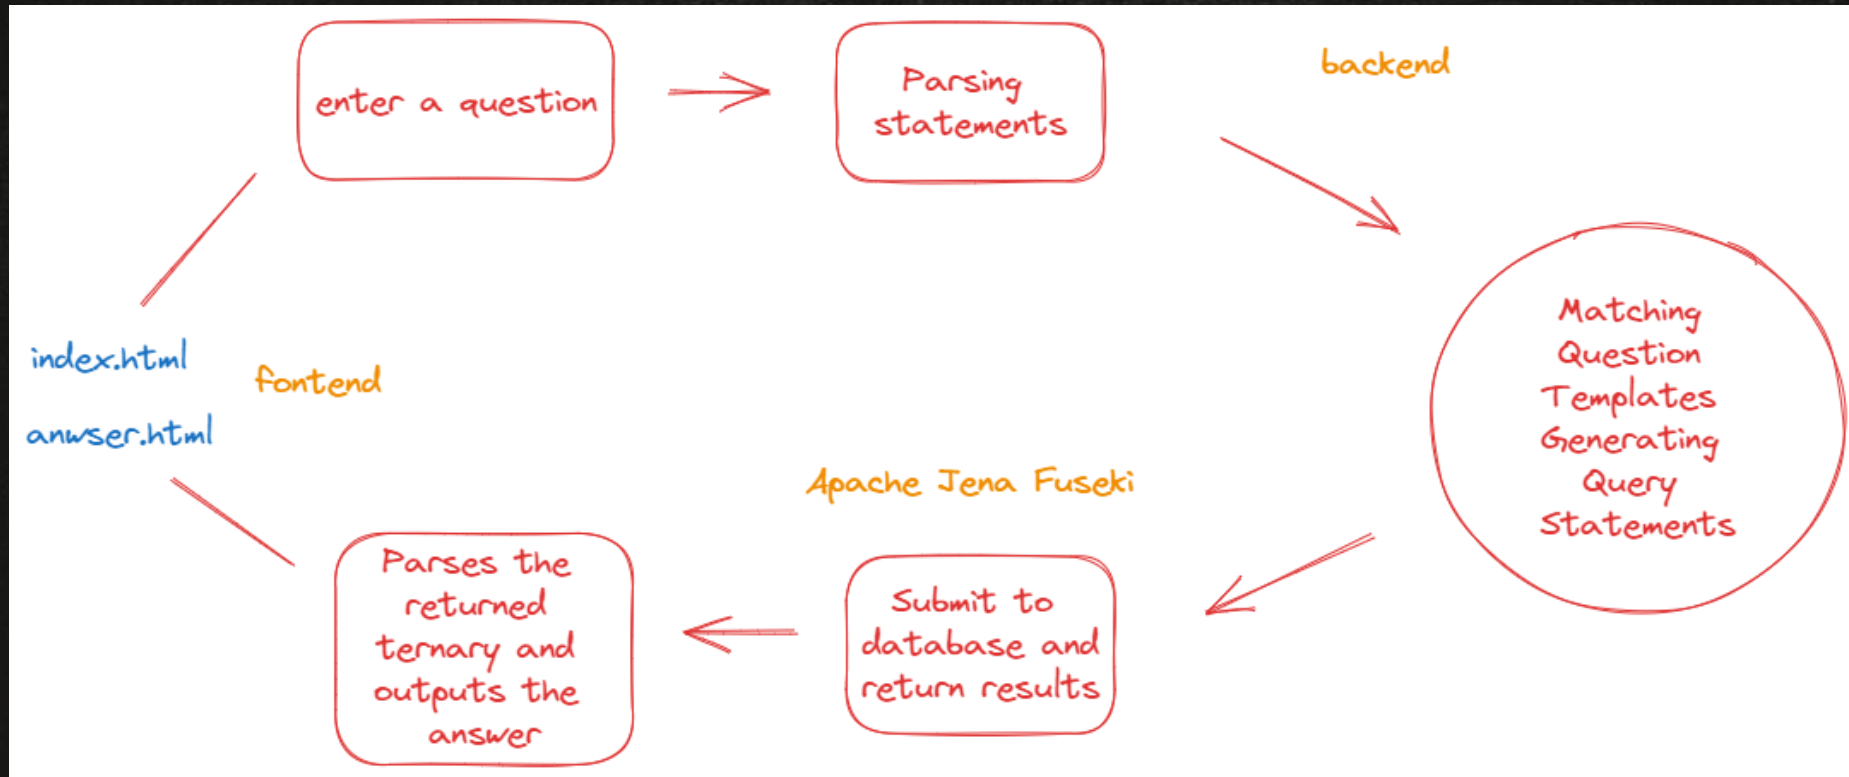 enter a question
Parsing
statements
backend
Matching
Question
Templates
Generating
Query
Statements
index.html
fontend
anwser.html
Apache Jena Fuseki
Submit to
database and
return results
Parses the
returned
ternary and
outputs the
answer